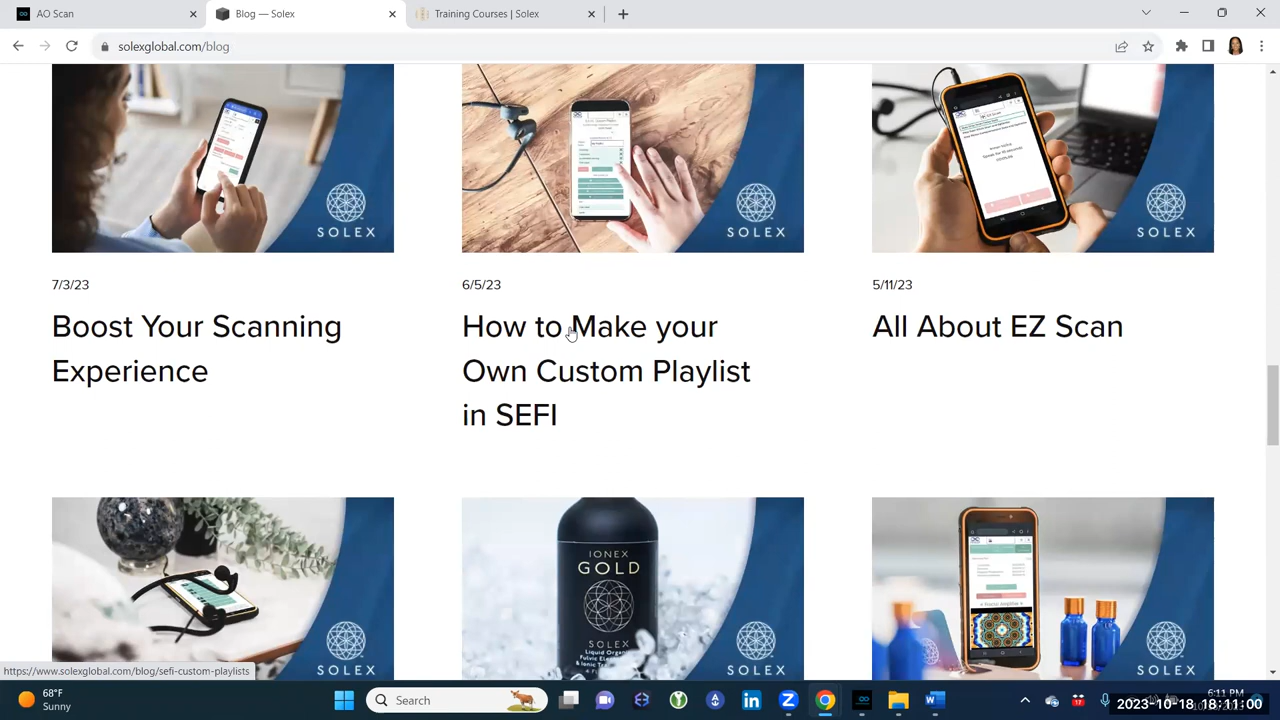 AO Scan
Blog — Solex
Training Courses | Solex
solexglobal.com/blog
SOLEX
SOLEX
SOLEX
7/3/23
6/5/23
5/11/23
Boost Your Scanning
Experience
How to Make your
Own Custom Playlist
in SEFI
All About EZ Scan
IONEX
GOLD
SOLEX
SOLEX
SOLEX
SOLEX
https://www.solexglobal.com/blog/sefi-custom-playlists
68°F
Sunny
Search
17
6:11 PM
2023-10-18 18:11:00